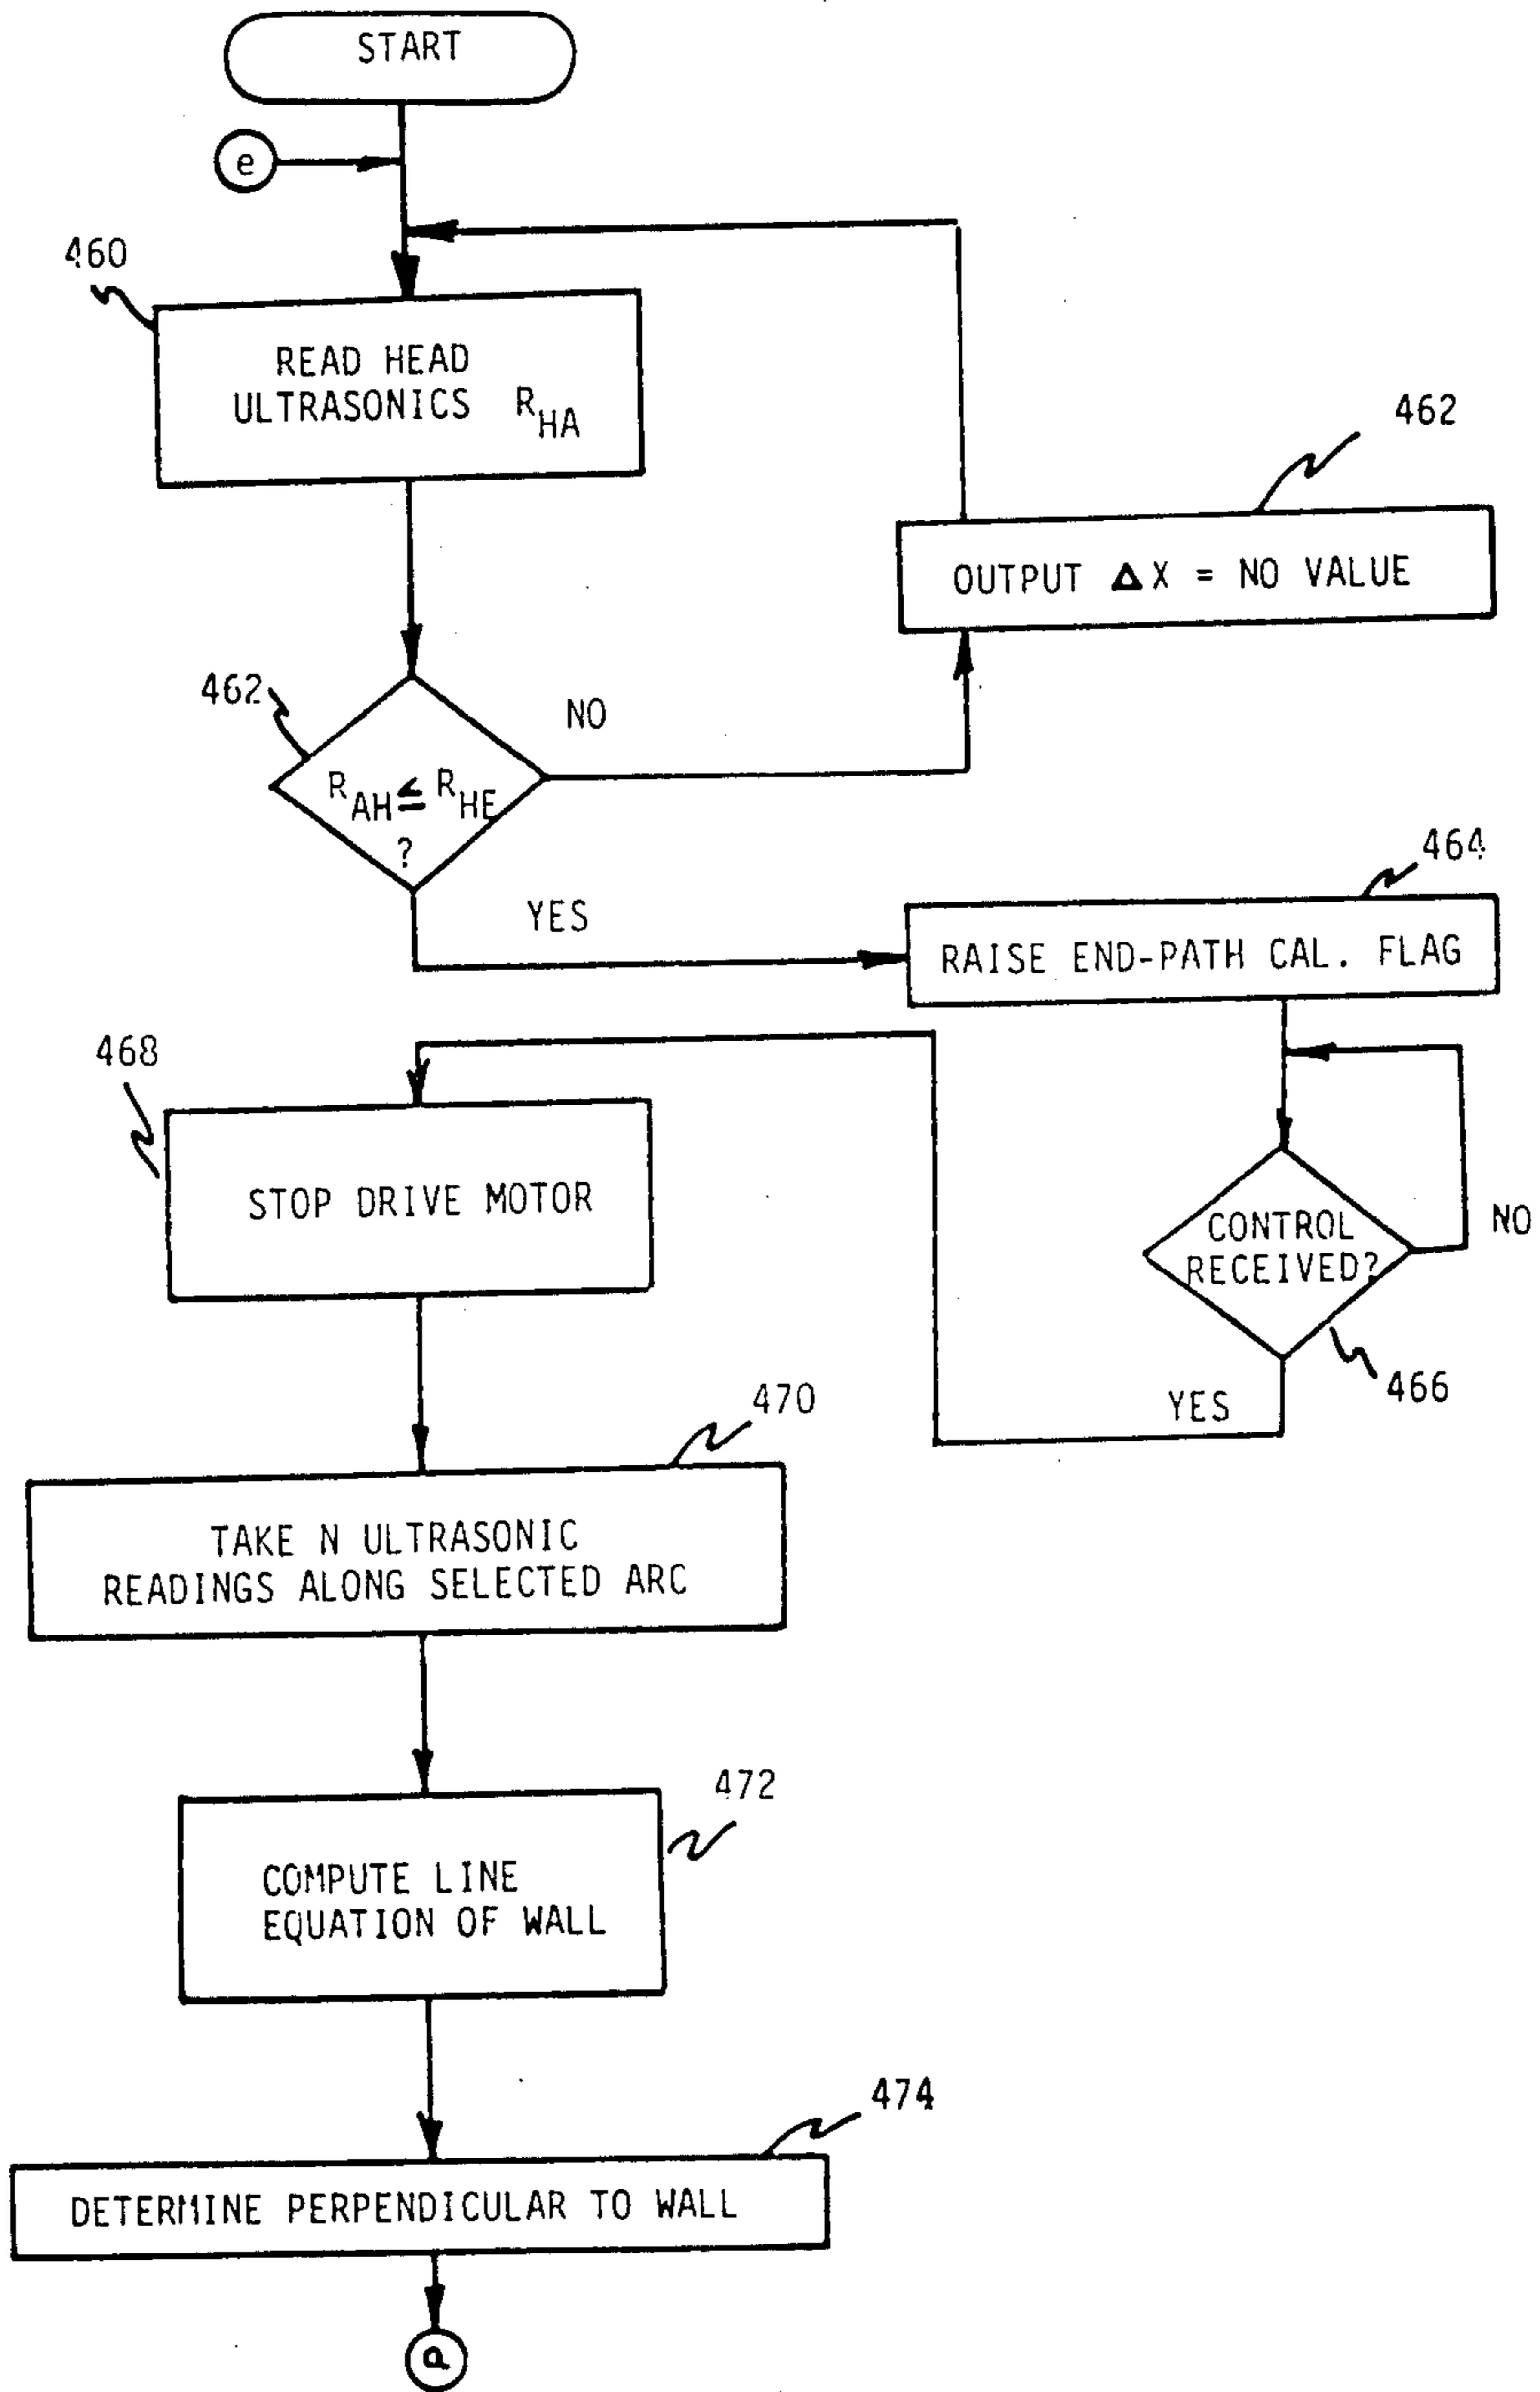 START
e
460
READ HEAD
ULTRASONICS R_HA
462
OUTPUT Δ X = NO VALUE
462
NO
R_AH ≤ R_HE
?
YES
464
RAISE END-PATH CAL. FLAG
468
STOP DRIVE MOTOR
CONTROL
RECEIVED?
NO
466
YES
470
TAKE N ULTRASONIC
READINGS ALONG SELECTED ARC
472
COMPUTE LINE
EQUATION OF WALL
474
DETERMINE PERPENDICULAR TO WALL